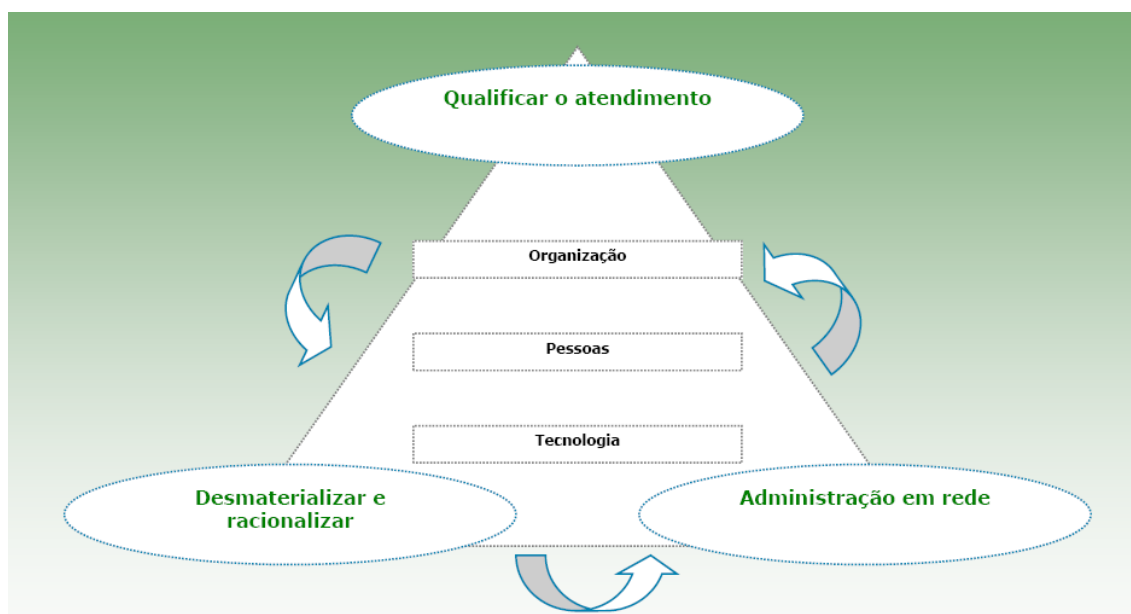 Qualificar o atendimento
Organização
Pessoas
Tecnologia
Desmaterializar e
racionalizar
Administração em rede